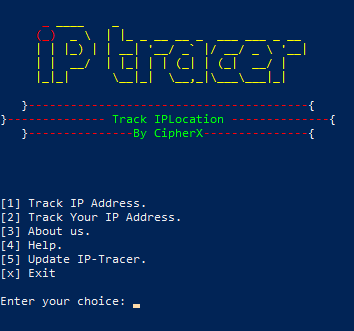 ip tracer
}----------------------------------------{
}--------------- Track IPLocation ---------------{
}--------------- By CipherX ---------------{
[1] Track IP Address.
[2] Track Your IP Address.
[3] About us.
[4] Help.
[5] Update IP-Tracer.
[x] Exit
Enter your choice: _